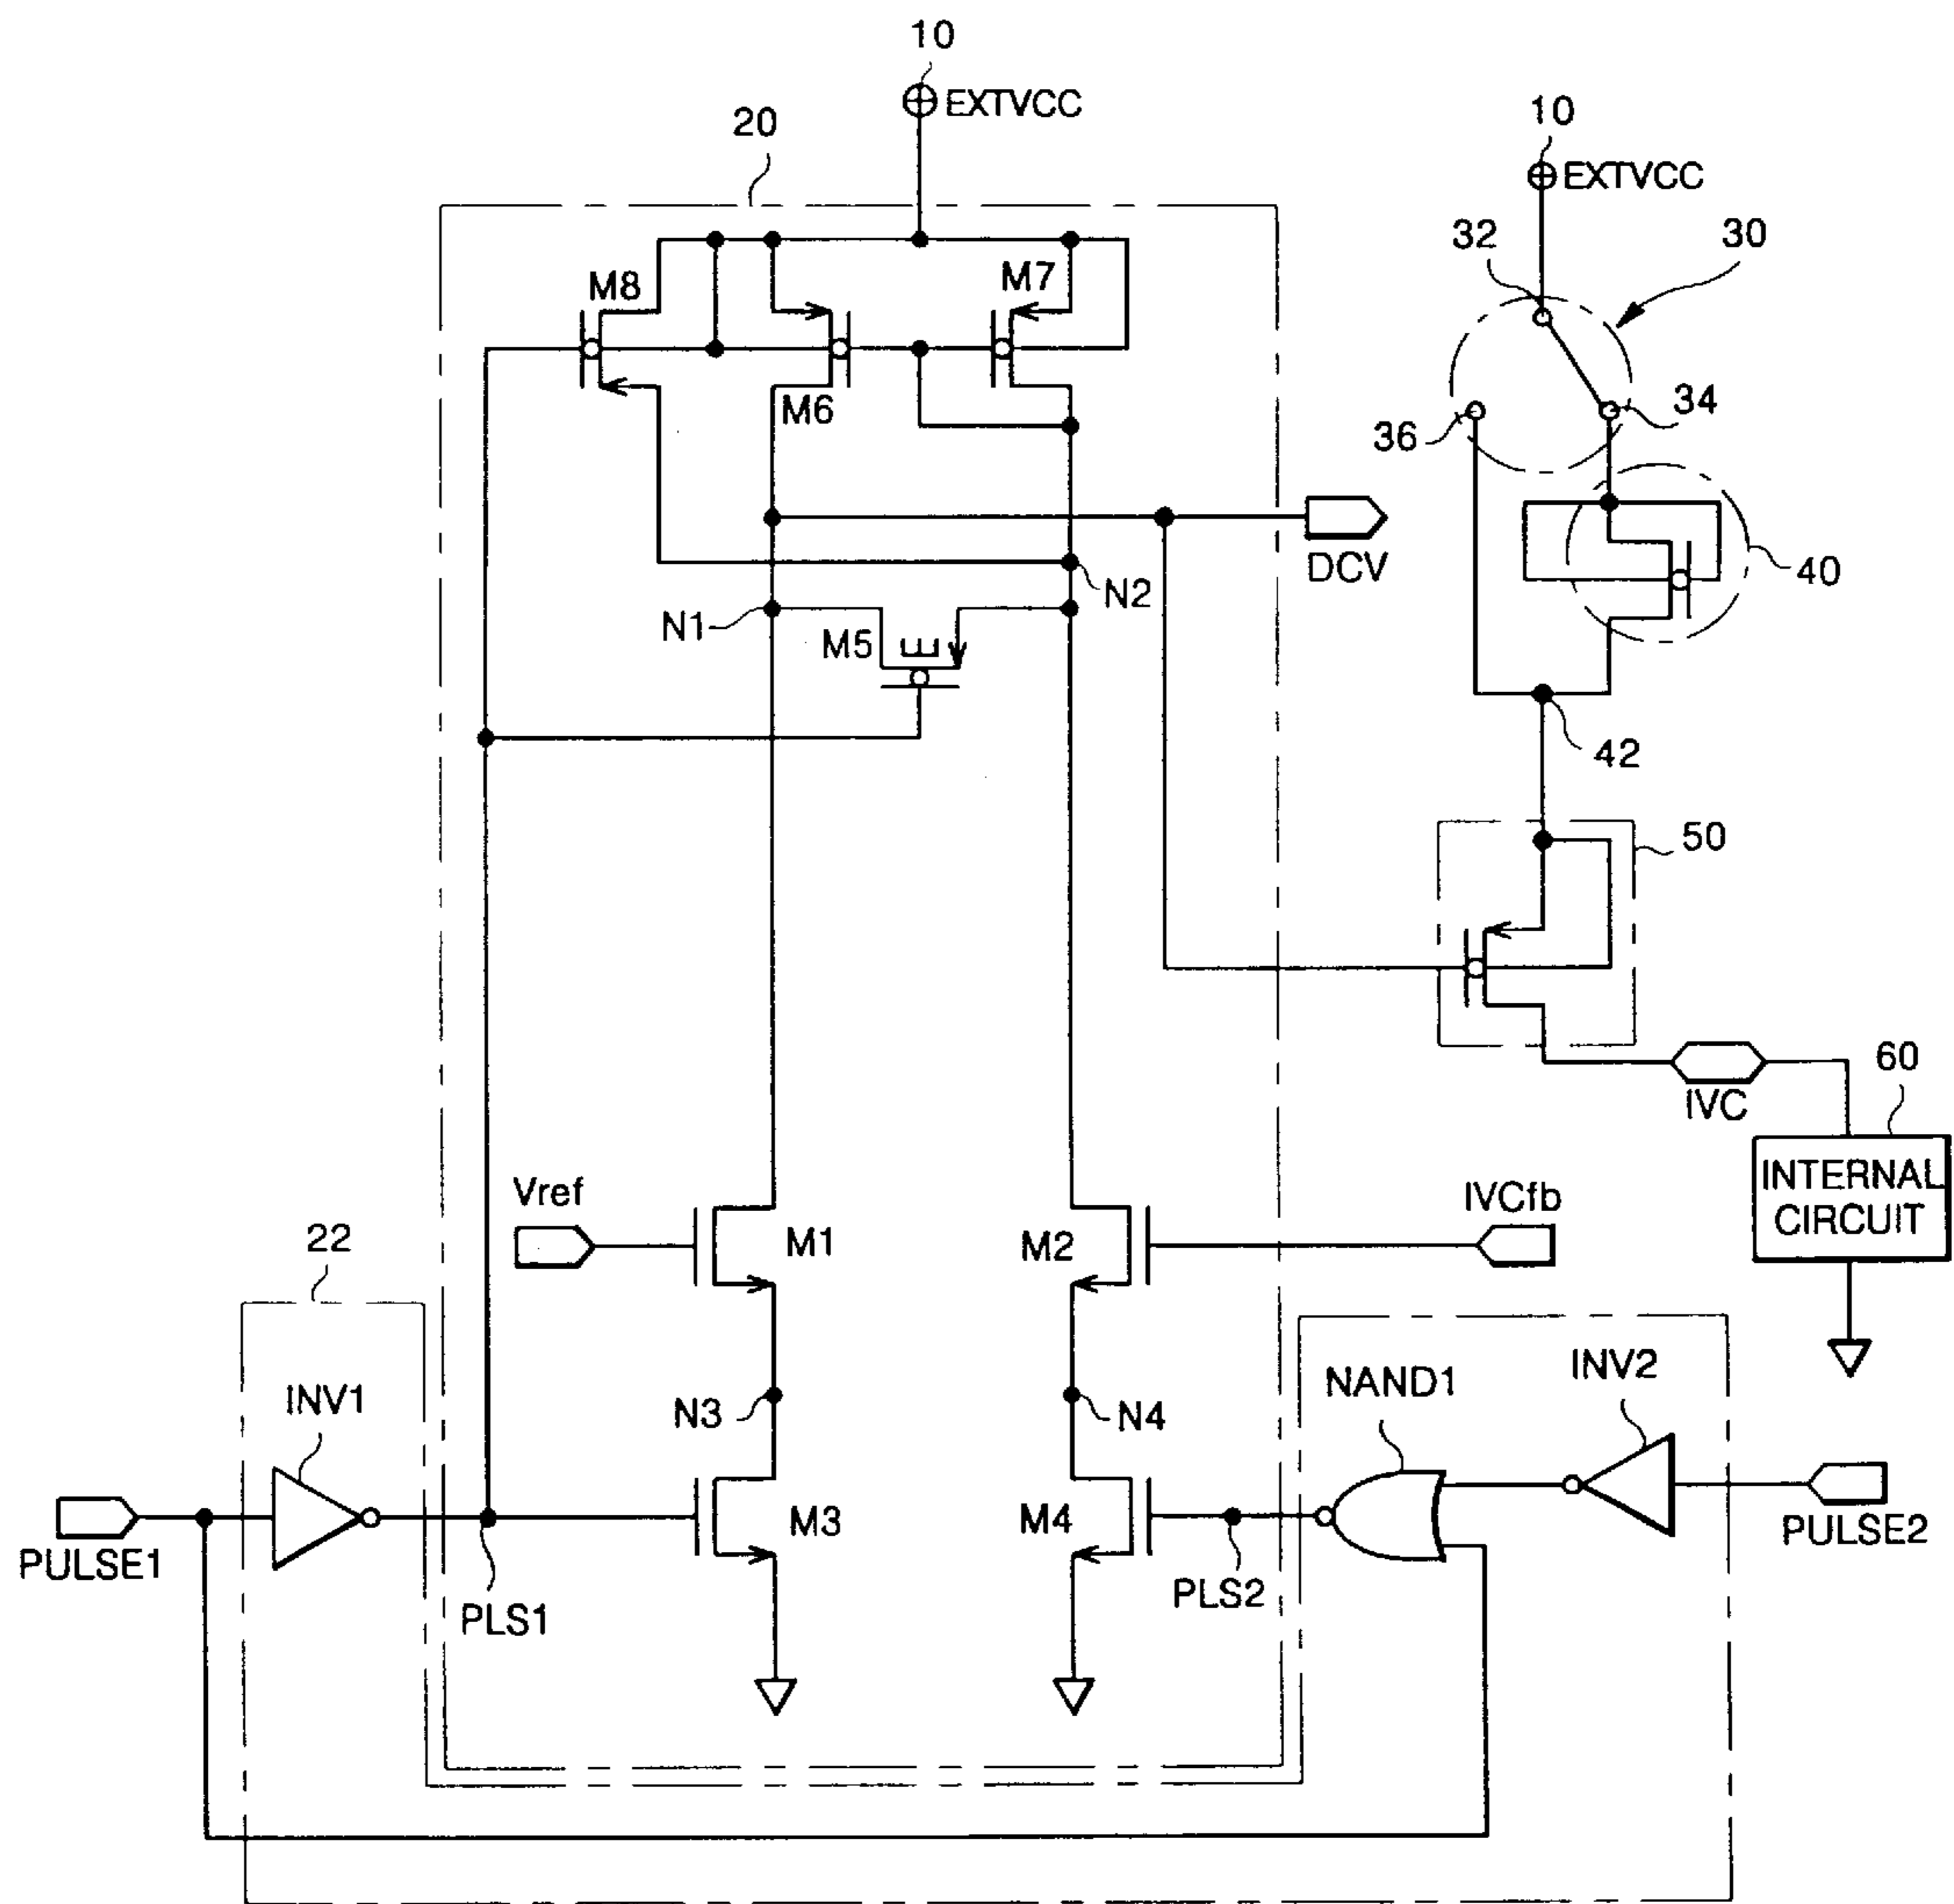 10
EXTVCC
20
10
EXTVCC
32
30
M8
M7
M6
34
36
DCV
40
N2
N1
M5
E
42
50
60
IVC
INTERNAL
CIRCUIT
Vref
IVCfb
M1
M2
22
NAND1
INV2
INV1
N3
N4
M3
M4
PULSE1
PULSE2
PLS1
PLS2